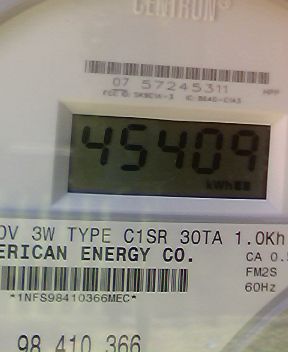 CENTRON®
07 57245311
45409
kWh
0V 3W TYPE C1SR 30TA 1.0Kh
ERICAN ENERGY CO. CA 0.5
FM2S
*1NFS98410366MEC* 60Hz
98 410 366